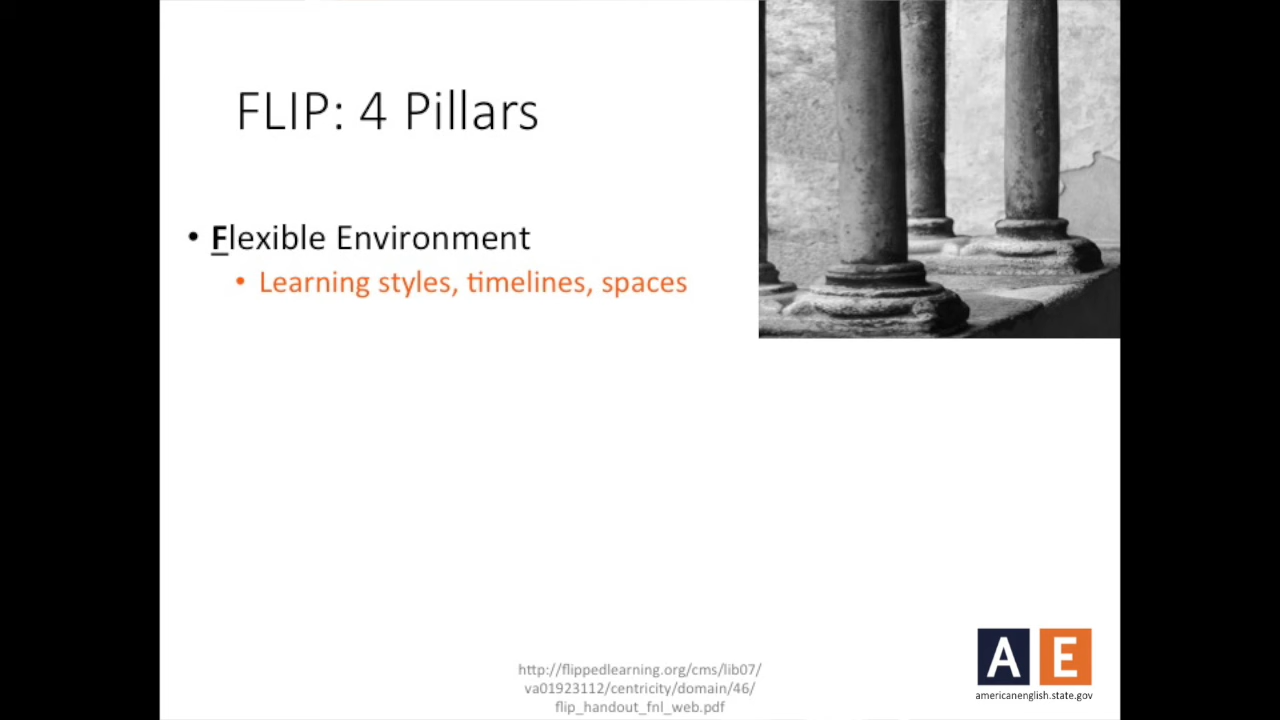 FLIP: 4 Pillars
• Flexible Environment
• Learning styles, timelines, spaces
http://flippedlearning.org/cms/lib07/
va01923112/centricity/domain/46/
flip_handout_fnl_web.pdf
A E
americanenglish.state.gov